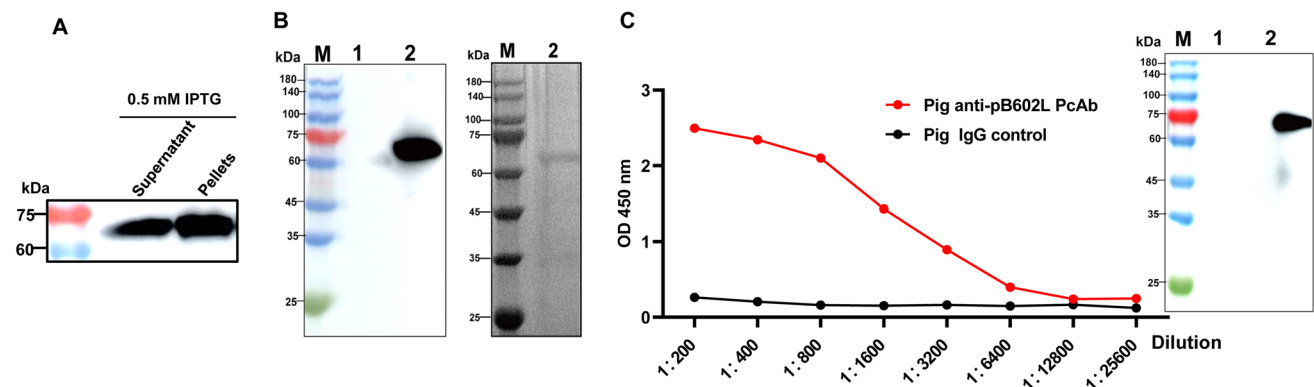 A
0.5 mM IPTG
Supernatant
Pellets
kDa
75
60
B
kDa
M
1
2
180
140
100
75
60
45
35
25
kDa
M
2
180
140
100
75
60
45
35
25
C
3
2
1
0
OD 450 nm
Pig anti-pB602L PcAb
Pig IgG control
1:200
1:400
1:800
1:1600
1:3200
1:6400
1:12800
1:25600
Dilution
kDa
M
1
2
180
140
100
75
60
45
35
25